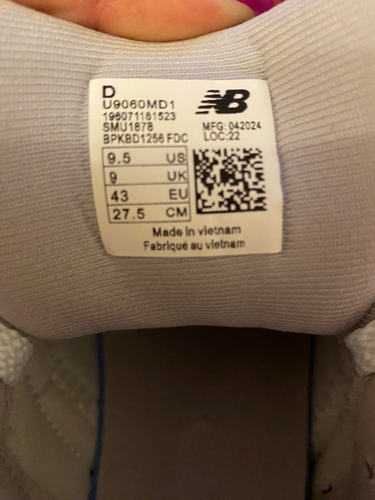 D
U9060MD1
196071181523
SMU1878
BPKBD1256 FDC
NB
MFG: 042024
LOC:22
9.5 US
9 UK
43 EU
27.5 CM
Made in vietnam
Fabriqué au vietnam